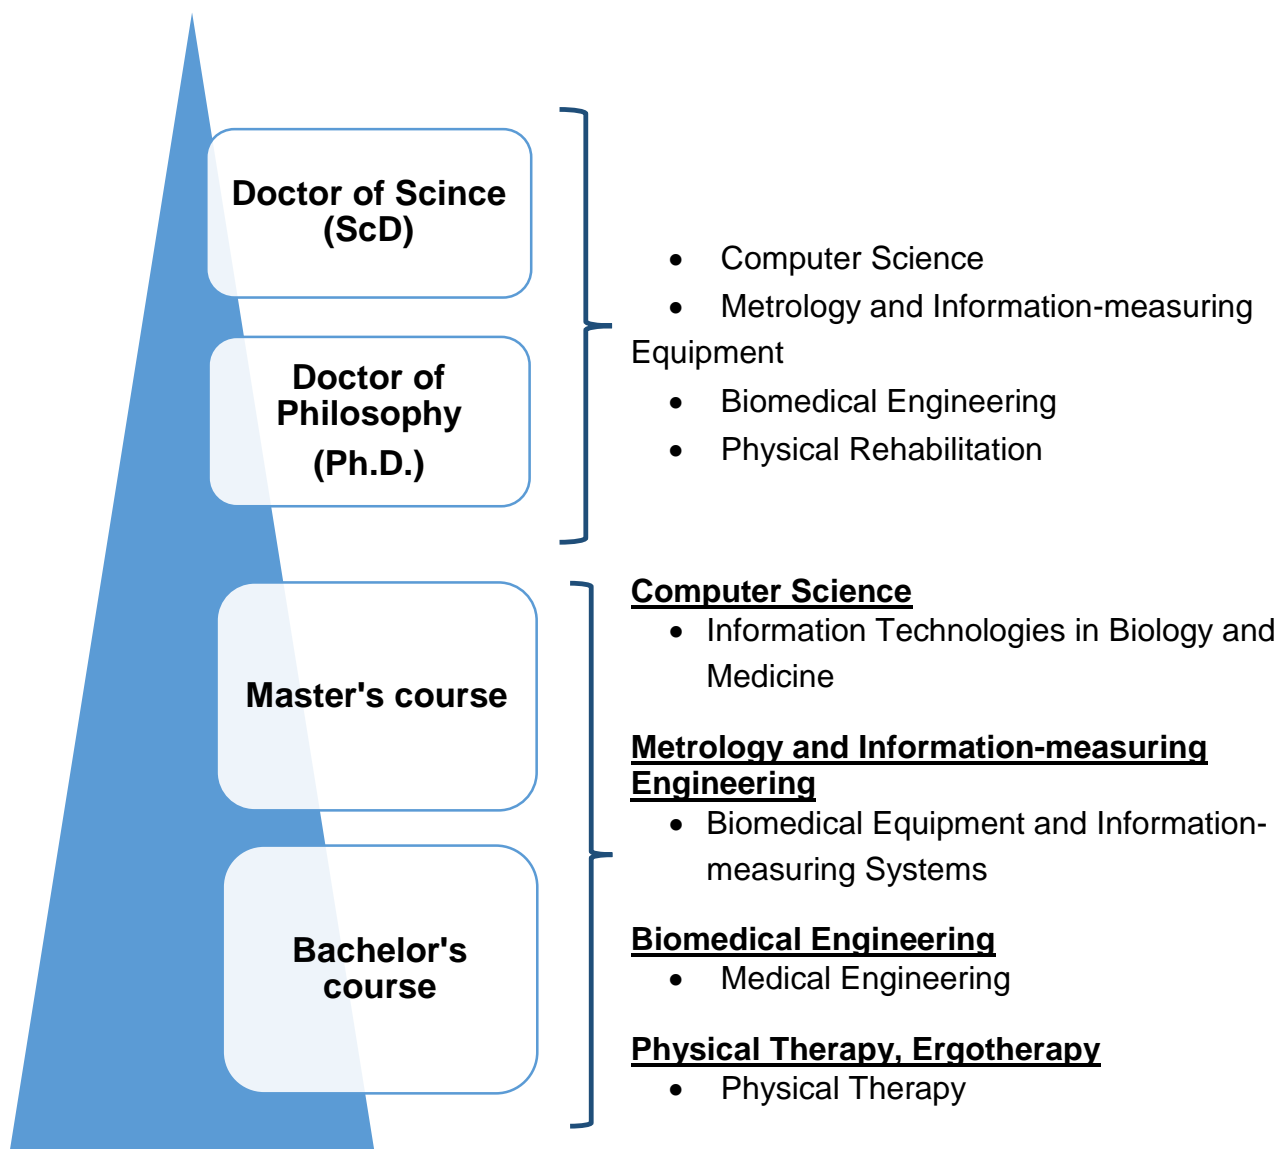 Doctor of Scince
(ScD)
Doctor of
Philosophy
(Ph.D.)
• Computer Science
• Metrology and Information-measuring
Equipment
• Biomedical Engineering
• Physical Rehabilitation
Master's course
Bachelor's
course
Computer Science
• Information Technologies in Biology and
Medicine
Metrology and Information-measuring
Engineering
• Biomedical Equipment and Information-
measuring Systems
Biomedical Engineering
• Medical Engineering
Physical Therapy, Ergotherapy
• Physical Therapy